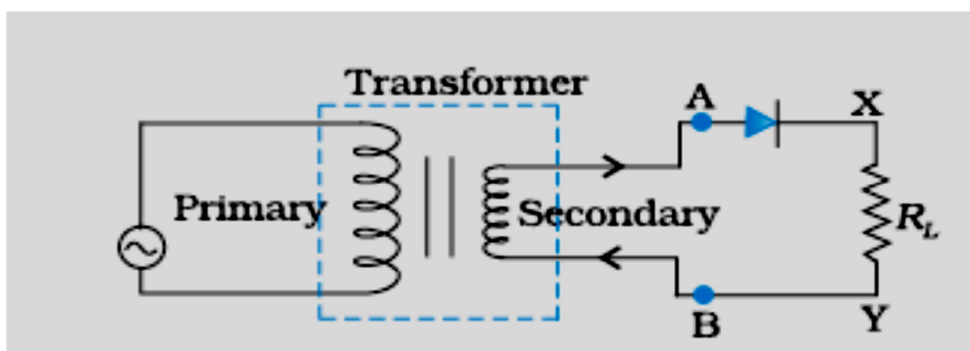 Transformer
A
X
Primary
Secondary
R_L
B
Y